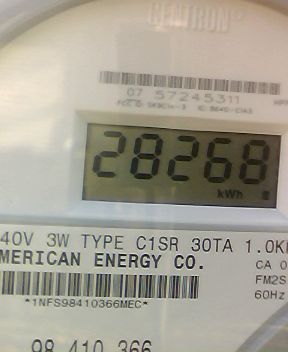 CENTRON®
07 57245311
28268
kWh
40V 3W TYPE C1SR 30TA 1.0K
MERICAN ENERGY CO.
CA 0
FM2S
60Hz
*1NFS98410366MEC*
98 410 366